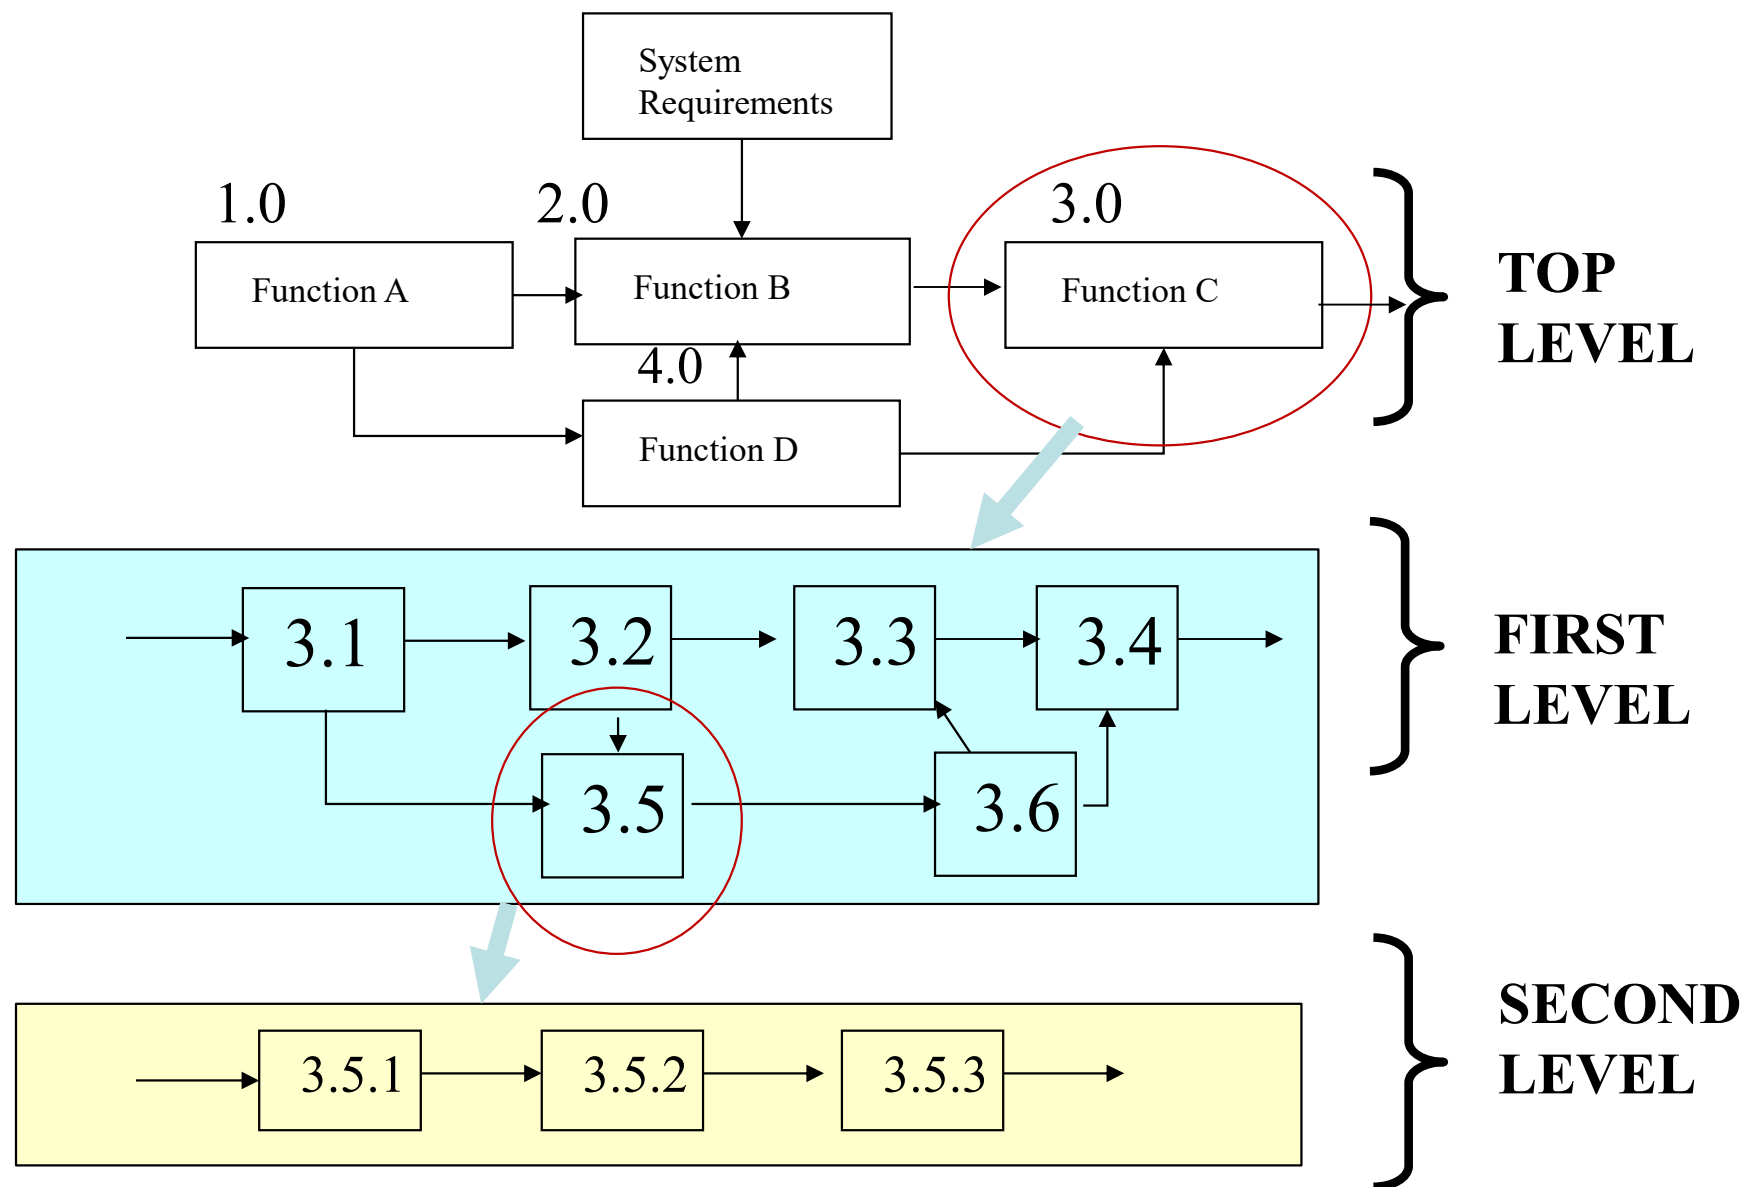 System
Requirements
1.0
2.0
3.0
Function A
Function B
Function C
TOP
LEVEL
4.0
Function D
3.1
3.2
3.3
3.4
FIRST
LEVEL
3.5
3.6
SECOND
LEVEL
3.5.1
3.5.2
3.5.3